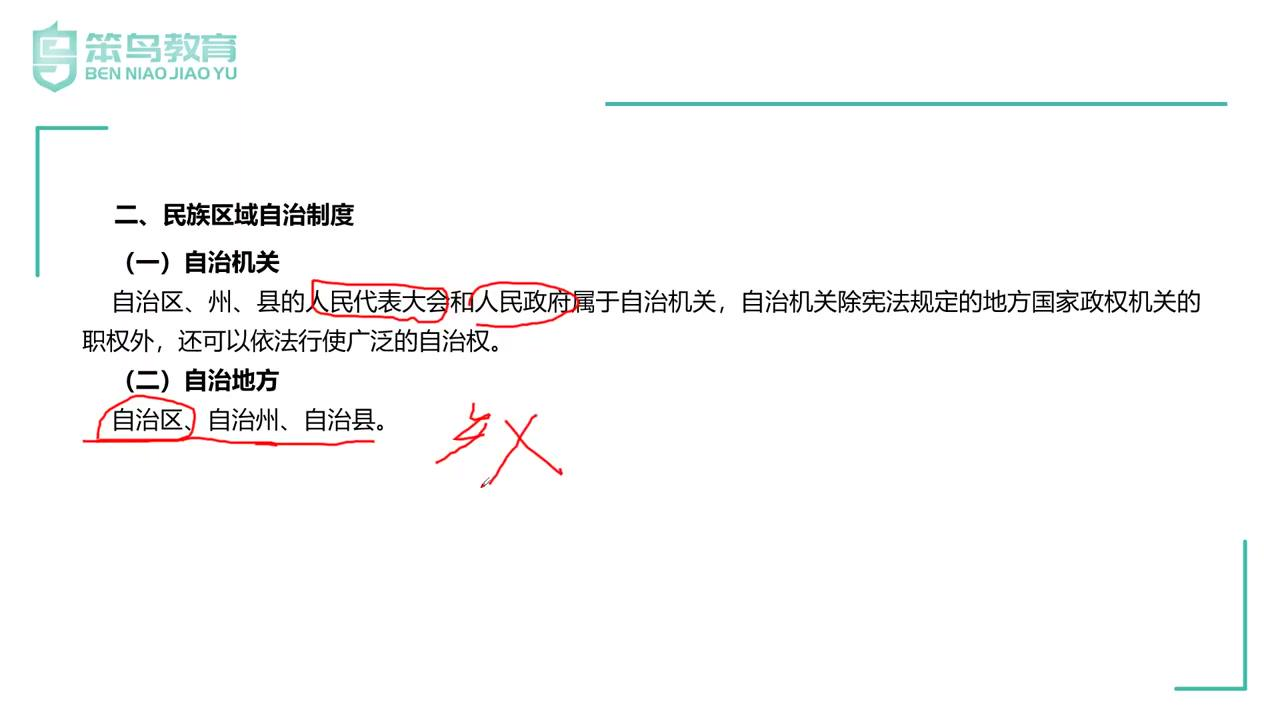 笨鸟教育
BEN NIAO JIAO YU
二、民族区域自治制度
（一）自治机关
自治区、州、县的人民代表大会和人民政府属于自治机关，自治机关除宪法规定的地方国家政权机关的
职权外，还可以依法行使广泛的自治权。
（二）自治地方
自治区、自治州、自治县。
乡